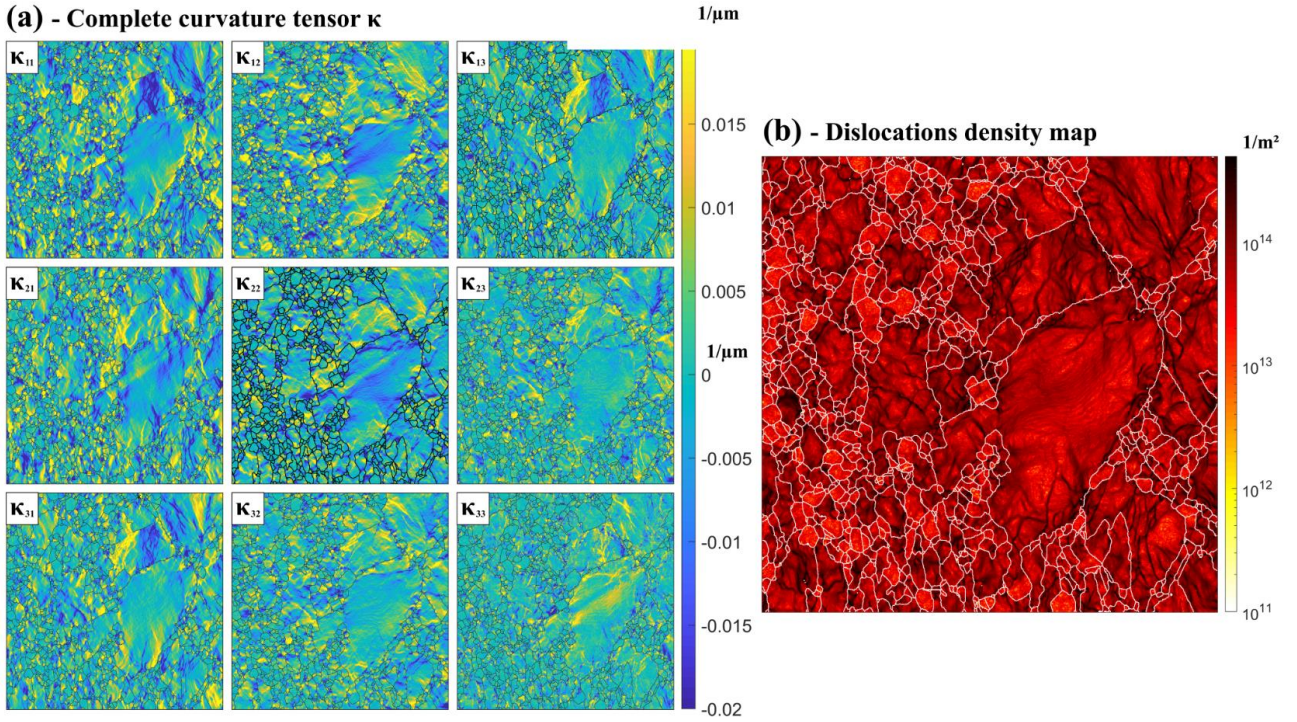 (a) - Complete curvature tensor κ
1/µm
κ11
κ12
κ13
κ21
κ22
κ23
κ31
κ32
κ33
0.015
0.01
0.005
1/µm
0
-0.005
-0.01
-0.015
-0.02
(b) - Dislocations density map
1/m²
10¹⁴
10¹³
10¹²
10¹¹